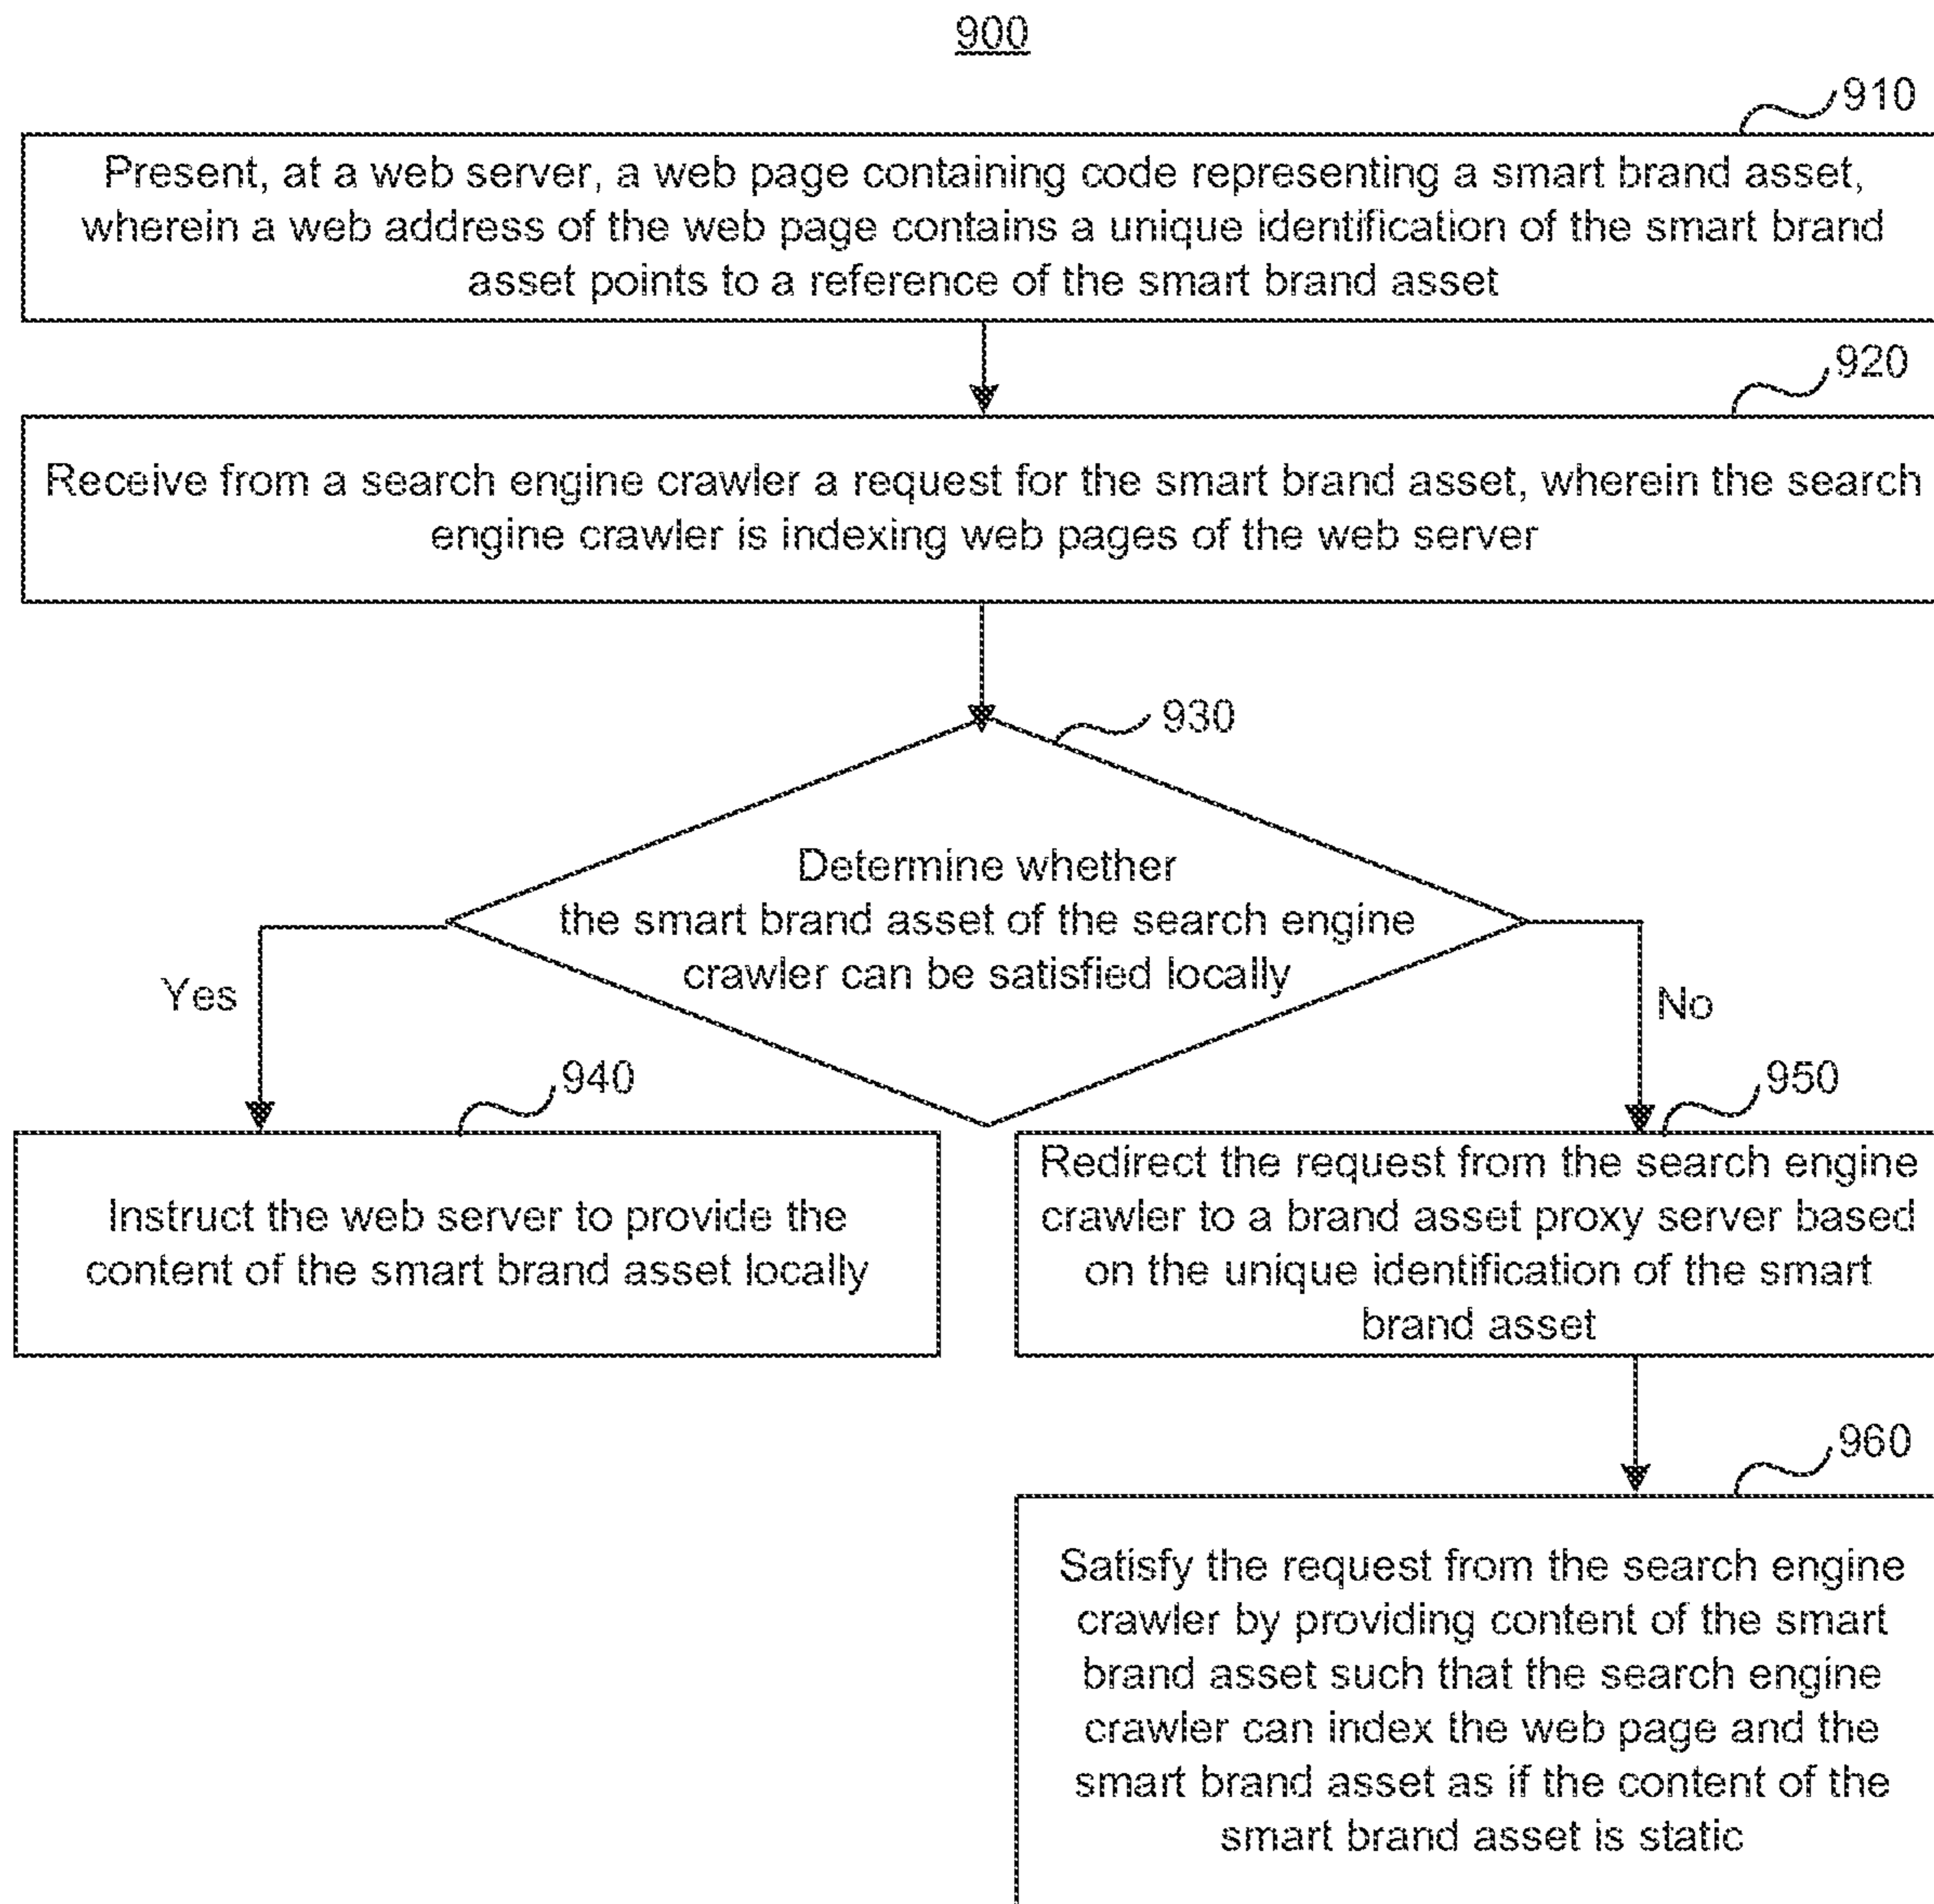 900
910
Present, at a web server, a web page containing code representing a smart brand asset,
wherein a web address of the web page contains a unique identification of the smart brand
asset points to a reference of the smart brand asset
920
Receive from a search engine crawler a request for the smart brand asset, wherein the search
engine crawler is indexing web pages of the web server
930
Determine whether
the smart brand asset of the search engine
crawler can be satisfied locally
Yes
No
940
Instruct the web server to provide the
content of the smart brand asset locally
950
Redirect the request from the search engine
crawler to a brand asset proxy server based
on the unique identification of the smart
brand asset
960
Satisfy the request from the search engine
crawler by providing content of the smart
brand asset such that the search engine
crawler can index the web page and the
smart brand asset as if the content of the
smart brand asset is static